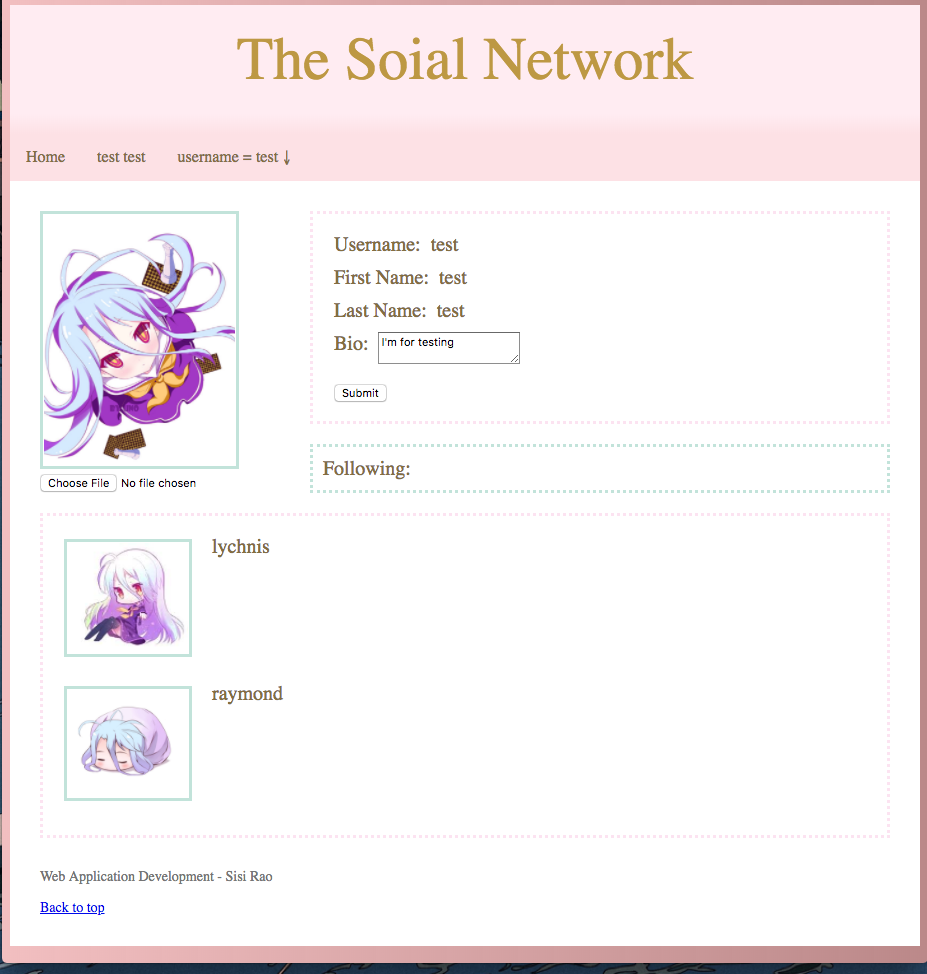 The Soial Network
Home test test username = test ↓
Username: test
First Name: test
Last Name: test
Bio: I'm for testing
Submit
Choose File No file chosen
Following:
lychnis
raymond
Web Application Development - Sisi Rao
Back to top